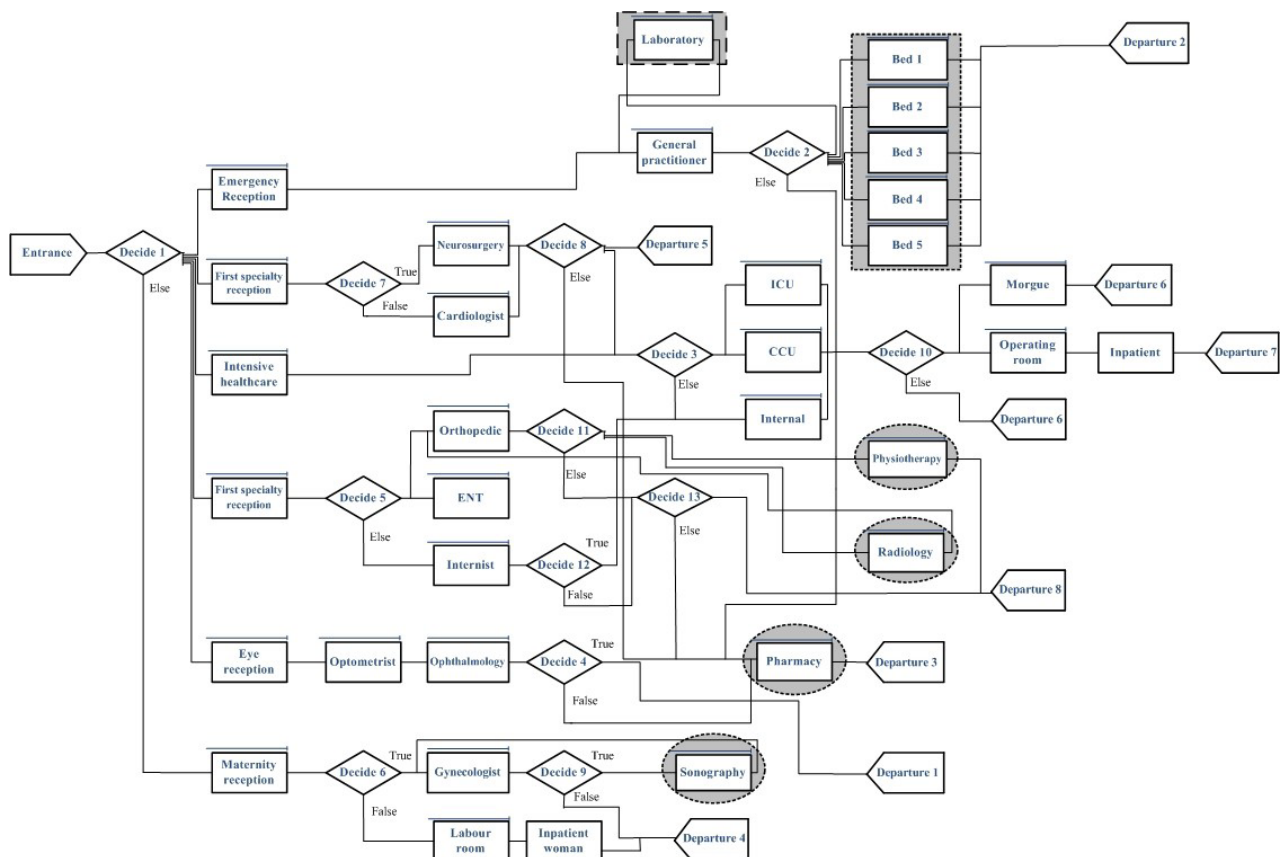 Laboratory
Departure 2
Bed 1
Bed 2
General
practitioner
Decide 2
Bed 3
Else
Emergency
Reception
Bed 4
Neurosurgery
Decide 8
Departure 5
Bed 5
Entrance
Decide 1
True
First specialty
reception
Decide 7
Else
Else
ICU
Morgue
Departure 6
False
Cardiologist
Intensive
healthcare
Decide 3
CCU
Decide 10
Operating
room
Inpatient
Departure 7
Else
Else
Internal
Departure 6
Orthopedic
Decide 11
Physiotherapy
Else
First specialty
reception
Decide 5
ENT
Decide 13
Else
Else
True
Internist
Decide 12
Radiology
False
Departure 8
True
Eye
reception
Optometrist
Ophthalmology
Decide 4
Pharmacy
Departure 3
False
True
True
Maternity
reception
Decide 6
Gynecologist
Decide 9
Sonography
Departure 1
False
False
Labour
room
Inpatient
woman
Departure 4